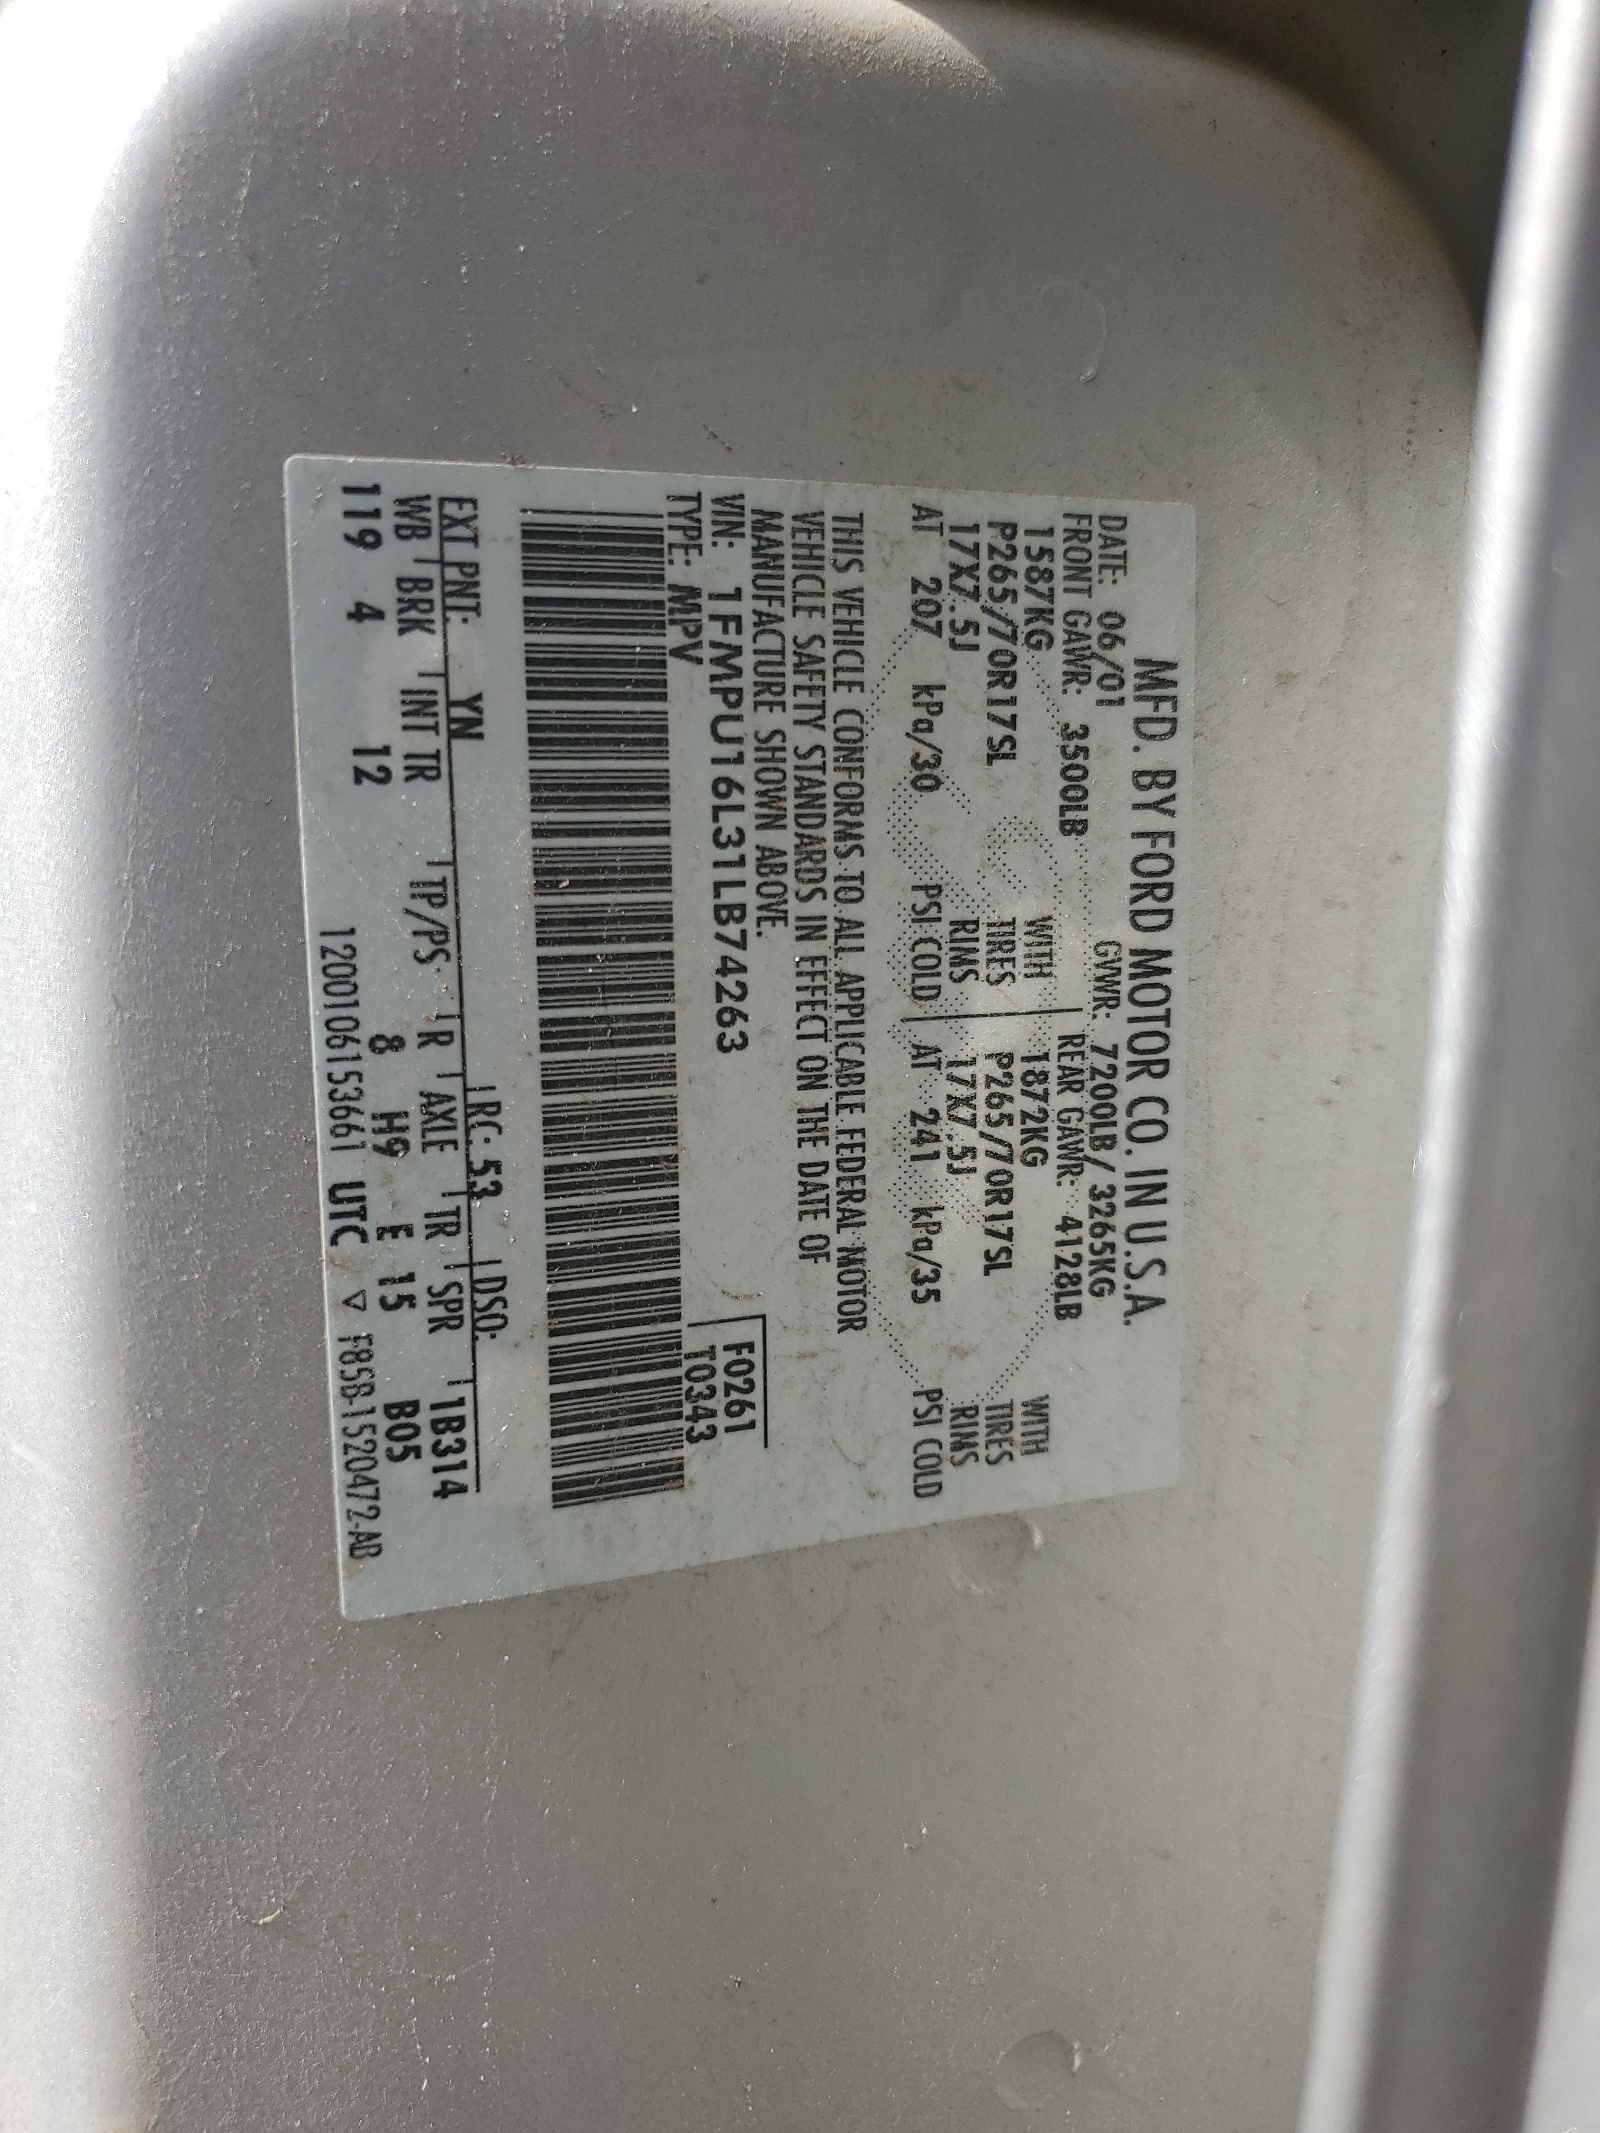 MFD. BY FORD MOTOR CO. IN U.S.A.
DATE: 06/01 GVWR: 7200LB/ 3265KG
FRONT GAWR: 3500LB REAR GAWR: 4128LB
1587KG WITH 1872KG WITH
P265/70R17SL TIRES P265/70R17SL TIRES
17X7.5J RIMS 17X7.5J RIMS
AT 207 kPa/30 PSI COLD AT 241 kPa/35 PSI COLD
THIS VEHICLE CONFORMS TO ALL APPLICABLE FEDERAL MOTOR
VEHICLE SAFETY STANDARDS IN EFFECT ON THE DATE OF
MANUFACTURE SHOWN ABOVE.
VIN: 1FMPU16L31LB74263 F0261
TYPE: MPV T0343
EXT PNT: YN RC: 53 DSO:
WB BRK INT TR TP/PS R AXLE TR SPR 1B314
119 4 12 8 H9 E 15 B05
1200106153661 UTC ▽ F85B-1520472-AB